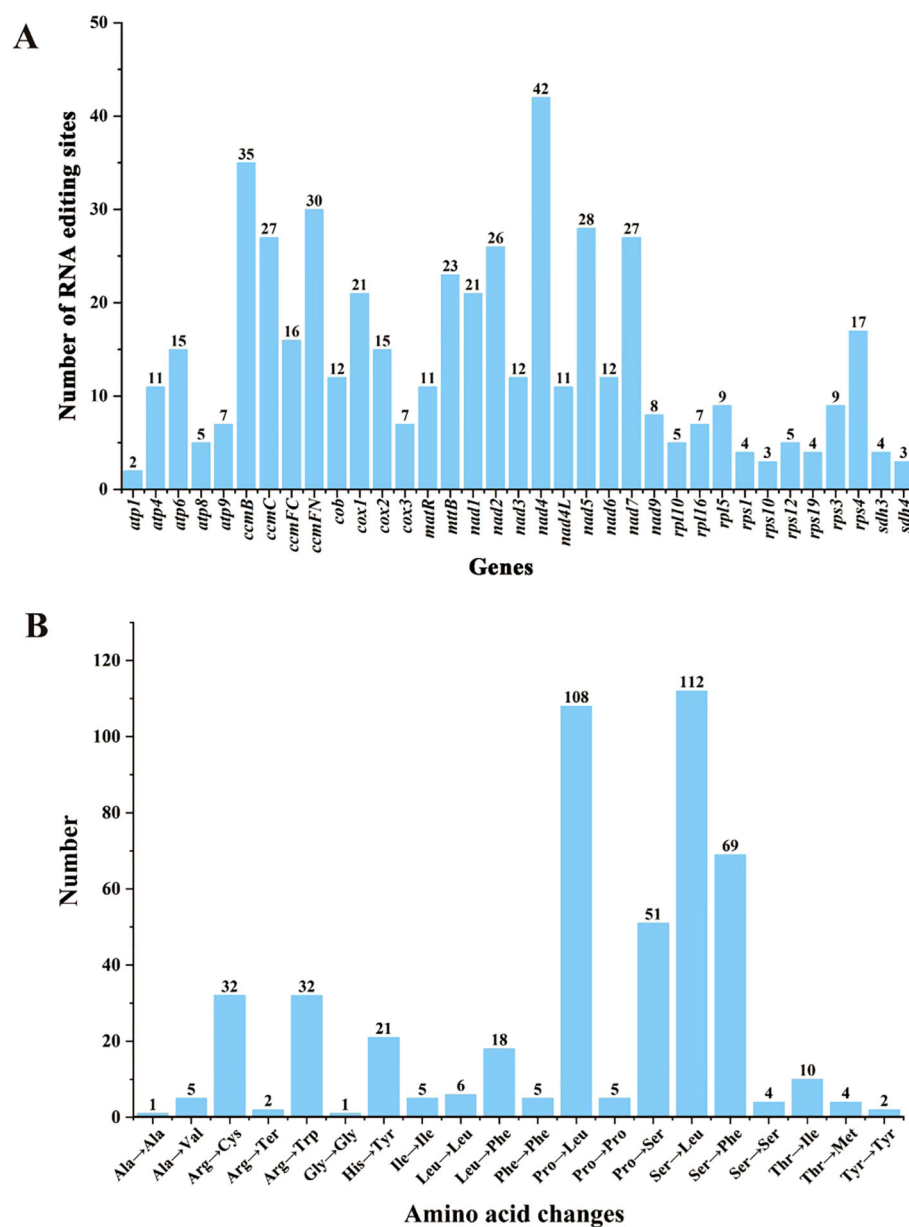 A
Number of RNA editing sites
50
40
30
20
10
0
2
11
15
5
7
35
27
16
30
12
21
15
7
11
23
21
26
12
42
11
28
12
27
8
5
7
9
4
3
5
4
9
17
4
3
atp1
atp4
atp6
atp8
atp9
ccmB
ccmC
ccmFC
ccmFN
cob
cox1
cox2
cox3
matR
mttB
nad1
nad2
nad3
nad4
nad4L
nad5
nad6
nad7
nad9
rpl10
rpl16
rpl5
rps1
rps10
rps12
rps19
rps3
rps4
sdh3
sdh4
Genes
B
Number
120
100
80
60
40
20
0
1
5
32
2
32
1
21
5
6
18
5
108
5
51
112
69
4
10
4
2
Ala→Ala
Ala→Val
Arg→Cys
Arg→Ter
Arg→Trp
Gly→Gly
His→Tyr
Ile→Ile
Leu→Leu
Leu→Phe
Phe→Phe
Pro→Leu
Pro→Pro
Pro→Ser
Ser→Leu
Ser→Phe
Ser→Ser
Thr→Ile
Thr→Met
Tyr→Tyr
Amino acid changes